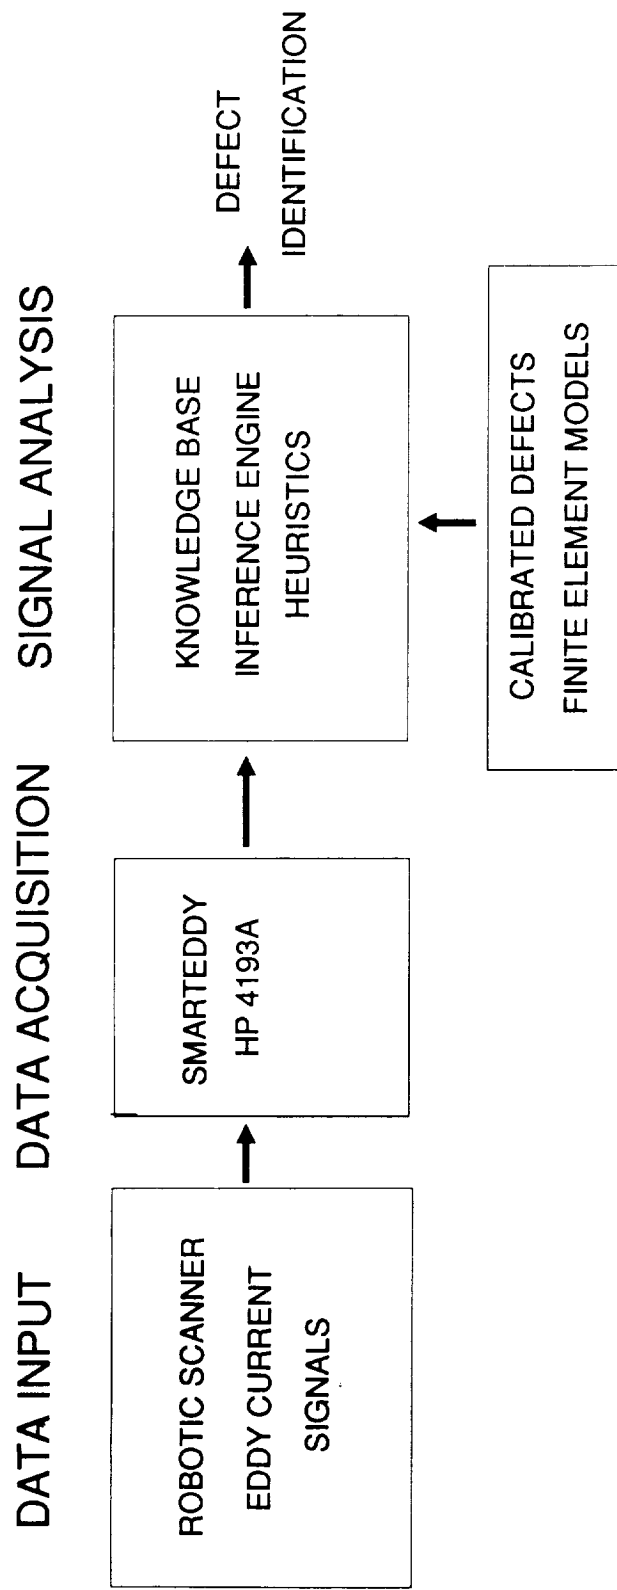 DATA INPUT
DATA ACQUISITION
SIGNAL ANALYSIS
ROBOTIC SCANNER
EDDY CURRENT
SIGNALS
SMARTEDDY
HP 4193A
KNOWLEDGE BASE
INFERENCE ENGINE
HEURISTICS
DEFECT
IDENTIFICATION
CALIBRATED DEFECTS
FINITE ELEMENT MODELS